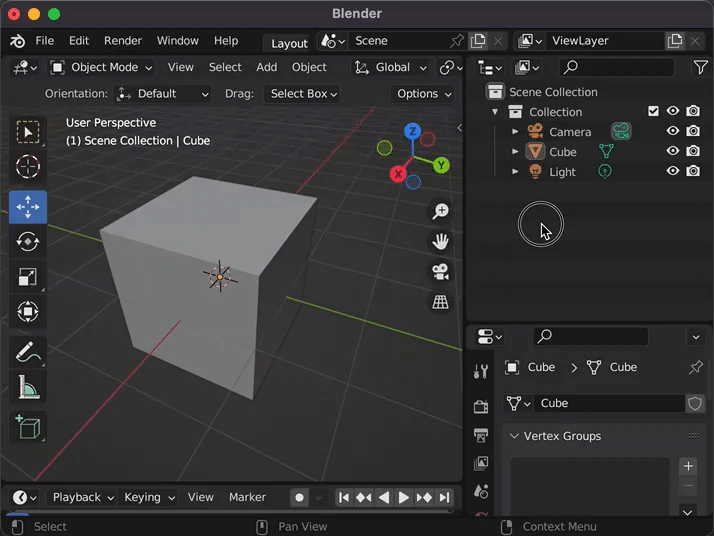 Blender
File Edit Render Window Help Layout Scene ViewLayer
Object Mode View Select Add Object Global
Orientation: Default Drag: Select Box Options
User Perspective
(1) Scene Collection | Cube
Z
Y
X
Scene Collection
Collection
Camera
Cube
Light
Cube > Cube
Cube
Vertex Groups
Playback Keying View Marker
Select Pan View Context Menu